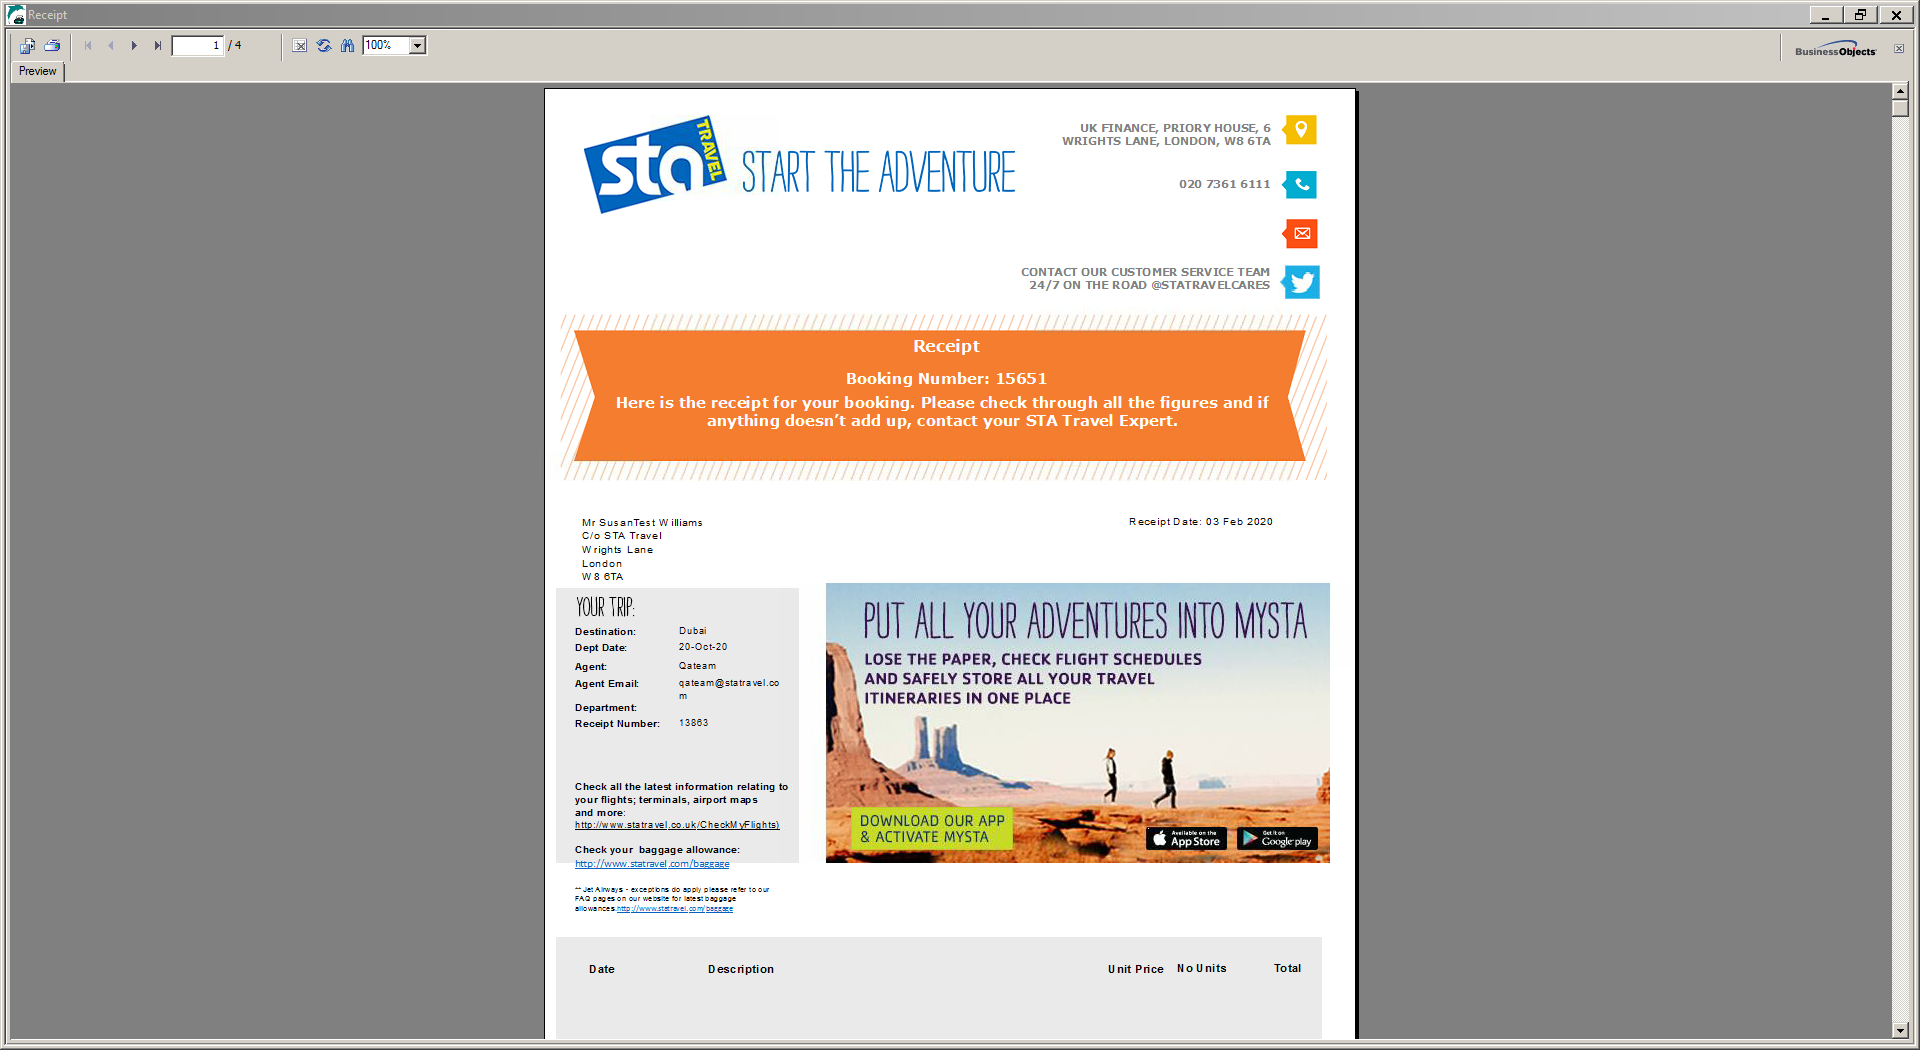 Receipt
1 / 4
100%
BusinessObjects
Preview
sta TRAVEL
START THE ADVENTURE
UK FINANCE, PRIORY HOUSE, 6
WRIGHTS LANE, LONDON, W8 6TA
020 7361 6111
CONTACT OUR CUSTOMER SERVICE TEAM
24/7 ON THE ROAD @STATRAVELCARES
Receipt
Booking Number: 15651
Here is the receipt for your booking. Please check through all the figures and if
anything doesn’t add up, contact your STA Travel Expert.
Mr SusanTest Williams
C/o STA Travel
Wrights Lane
London
W8 6TA
Receipt Date: 03 Feb 2020
YOUR TRIP:
Destination: Dubai
Dept Date: 20-Oct-20
Agent: Qateam
Agent Email: qateam@statravel.co
m
Department:
Receipt Number: 13863
Check all the latest information relating to
your flights; terminals, airport maps
and more:
http://www.statravel.co.uk/CheckMyFlights)
Check your baggage allowance:
http://www.statravel.com/baggage
** Jet Airways - exceptions do apply please refer to our
FAQ pages on our website for latest baggage
allowances.http://www.statravel.com/baggage
PUT ALL YOUR ADVENTURES INTO MYSTA
LOSE THE PAPER, CHECK FLIGHT SCHEDULES
AND SAFELY STORE ALL YOUR TRAVEL
ITINERARIES IN ONE PLACE
DOWNLOAD OUR APP
& ACTIVATE MYSTA
Available on the
App Store
Get it on
Google play
Date Description Unit Price No Units Total